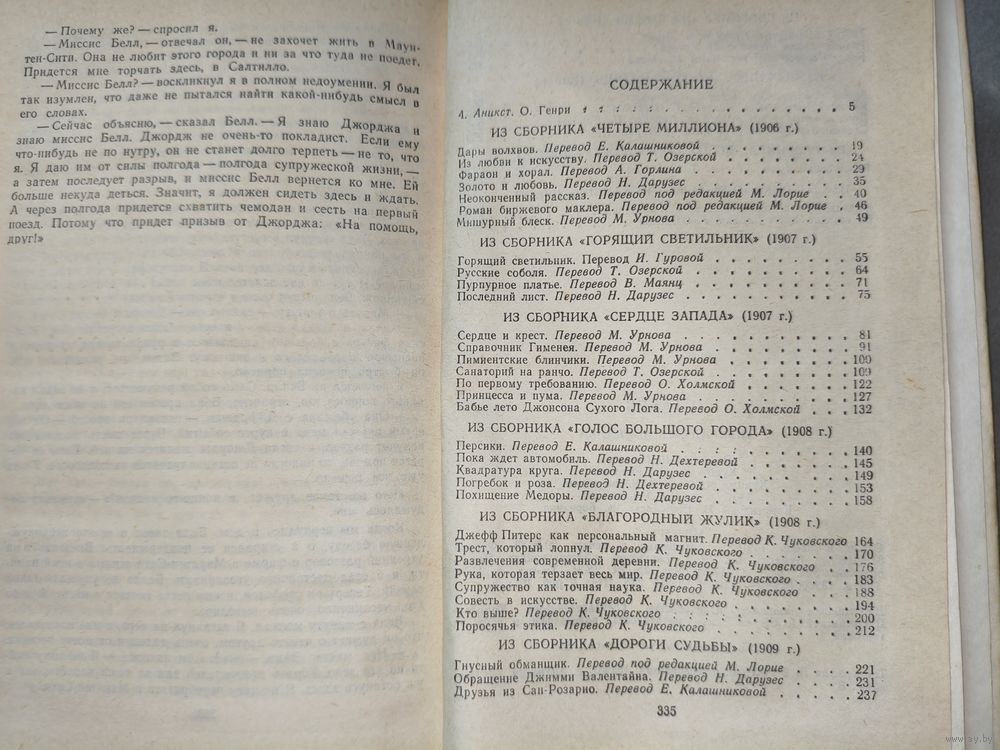 — Почему же? — спросил я.
— Миссис Белл, — отвечал он, — не захочет жить в Маун-
тен-Сити. Она не любит этого города и ни за что туда не поедет.
Придется мне торчать здесь, в Салтилло.
— Миссис Белл? — воскликнул я в полном недоумении. Я был
так изумлен, что даже не пытался найти какой-нибудь смысл в
его словах.
— Сейчас объясню, — сказал Белл. — Я знаю Джорджа и
знаю миссис Белл. Джордж не очень-то покладист. Если ему
что-нибудь не по нутру, он не станет долго терпеть — не то, что
я. Я даю им от силы полгода — полгода супружеской жизни, —
а затем последует разрыв, и миссис Белл вернется ко мне. Ей
больше некуда деться. Значит, я должен сидеть здесь и ждать.
А через полгода придется схватить чемодан и сесть на первый
поезд. Потому что придет призыв от Джорджа: «На помощь,
друг!»
СОДЕРЖАНИЕ
А. Аникст. О. Генри . . . . . 5
ИЗ СБОРНИКА «ЧЕТЫРЕ МИЛЛИОНА» (1906 г.)
Дары волхвов. Перевод Е. Калашниковой . . . . . 19
Из любви к искусству. Перевод Т. Озерской . . . . . 24
Фараон и хорал. Перевод А. Горлина . . . . . 29
Золото и любовь. Перевод Н. Дарузес . . . . . 35
Неоконченный рассказ. Перевод под редакцией М. Лорие . 40
Роман биржевого маклера. Перевод под редакцией М. Лорие . 46
Мишурный блеск. Перевод М. Урнова . . . . . 49
ИЗ СБОРНИКА «ГОРЯЩИЙ СВЕТИЛЬНИК» (1907 г.)
Горящий светильник. Перевод И. Гуровой . . . . . 55
Русские соболя. Перевод Т. Озерской . . . . . 64
Пурпурное платье. Перевод В. Маянц . . . . . 71
Последний лист. Перевод Н. Дарузес . . . . . 75
ИЗ СБОРНИКА «СЕРДЦЕ ЗАПАДА» (1907 г.)
Сердце и крест. Перевод М. Урнова . . . . . 81
Справочник Гименея. Перевод М. Урнова . . . . . 91
Пимиентские блинчики. Перевод М. Урнова . . . . . 100
Санаторий на ранчо. Перевод Т. Озерской . . . . . 109
По первому требованию. Перевод О. Холмской . . . . . 122
Принцесса и пума. Перевод М. Урнова . . . . . 127
Бабье лето Джонсона Сухого Лога. Перевод О. Холмской . . . 132
ИЗ СБОРНИКА «ГОЛОС БОЛЬШОГО ГОРОДА» (1908 г.)
Персики. Перевод Е. Калашниковой . . . . . 140
Пока ждет автомобиль. Перевод Н. Дехтеревой . . . . . 145
Квадратура круга. Перевод Н. Дарузес . . . . . 149
Погребок и роза. Перевод Н. Дехтеревой . . . . . 153
Похищение Медоры. Перевод Н. Дарузес . . . . . 158
ИЗ СБОРНИКА «БЛАГОРОДНЫЙ ЖУЛИК» (1908 г.)
Джефф Питерс как персональный магнит. Перевод К. Чуковского 164
Трест, который лопнул. Перевод К. Чуковского . . . . . 170
Развлечения современной деревни. Перевод К. Чуковского . . . 176
Рука, которая терзает весь мир. Перевод К. Чуковского . . . . 183
Супружество как точная наука. Перевод К. Чуковского . . . . 188
Совесть в искусстве. Перевод К. Чуковского . . . . . 194
Кто выше? Перевод К. Чуковского . . . . . 200
Поросячья этика. Перевод К. Чуковского . . . . . 212
ИЗ СБОРНИКА «ДОРОГИ СУДЬБЫ» (1909 г.)
Гнусный обманщик. Перевод под редакцией М. Лорие . . . . 221
Обращение Джимми Валентайна. Перевод Н. Дарузес . . . . 231
Друзья из Сан-Розарио. Перевод Е. Калашниковой . . . . 237
335
www.ay.by